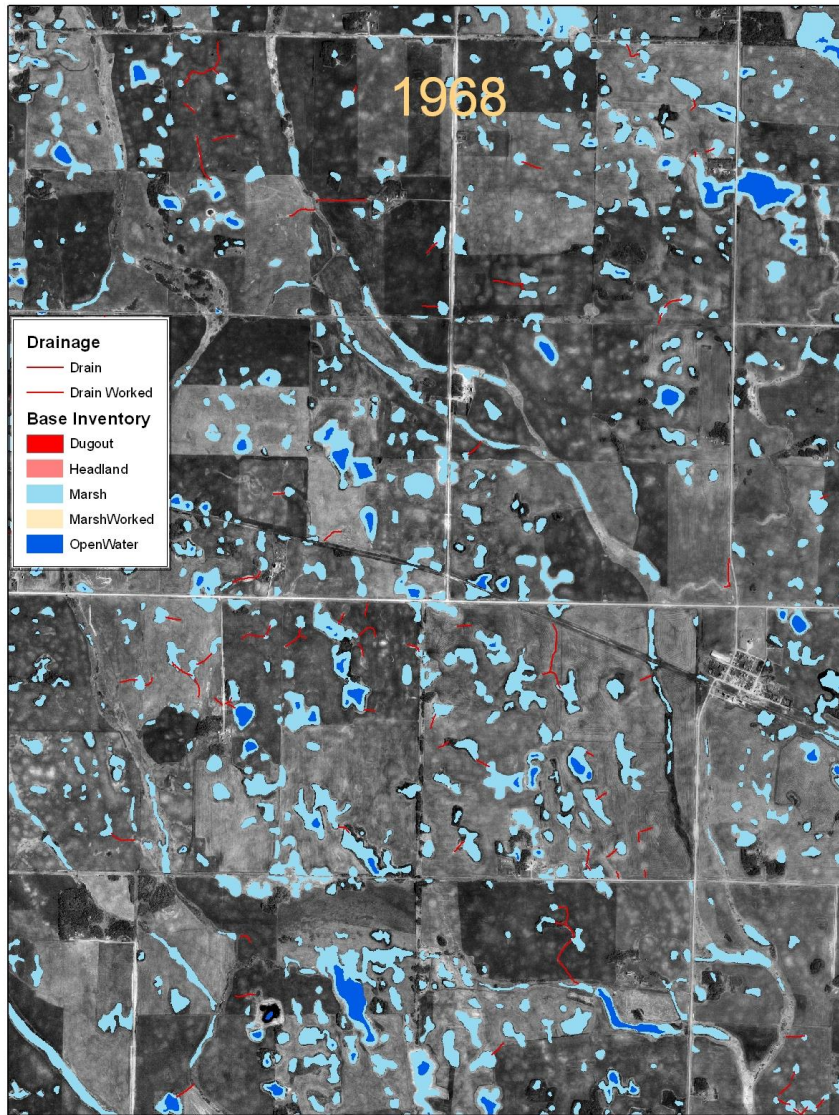 1968
Drainage
Drain
Drain Worked
Base Inventory
Dugout
Headland
Marsh
MarshWorked
OpenWater